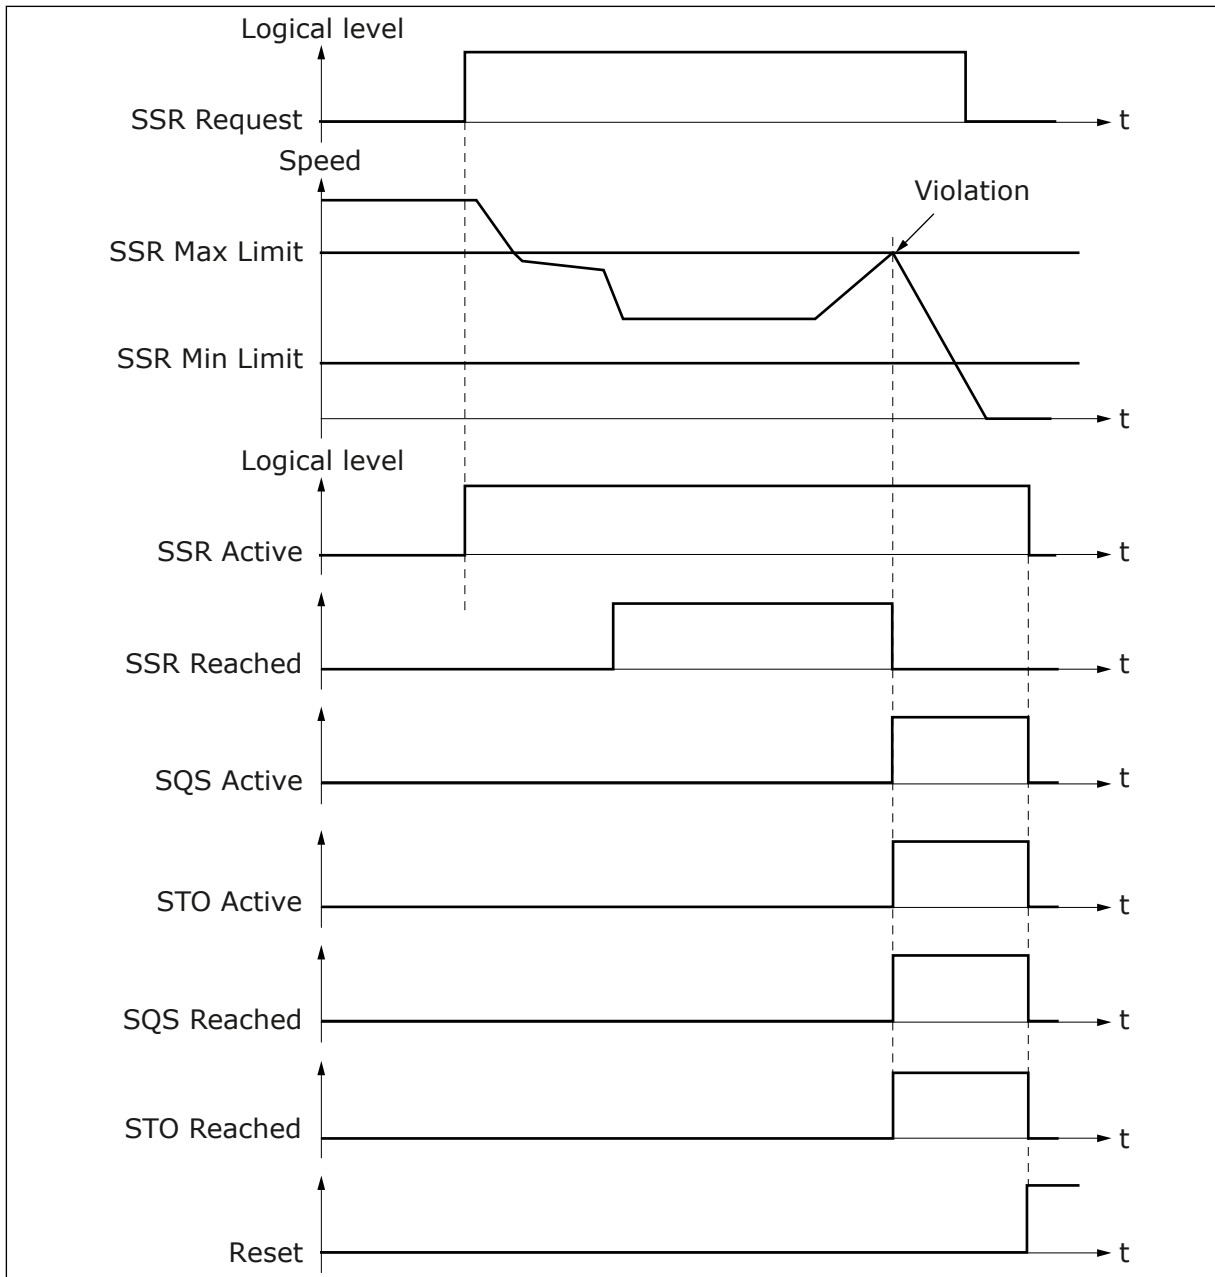 Logical level
SSR Request
t
Speed
Violation
SSR Max Limit
SSR Min Limit
t
Logical level
SSR Active
t
SSR Reached
t
SQS Active
t
STO Active
t
SQS Reached
t
STO Reached
t
Reset
t